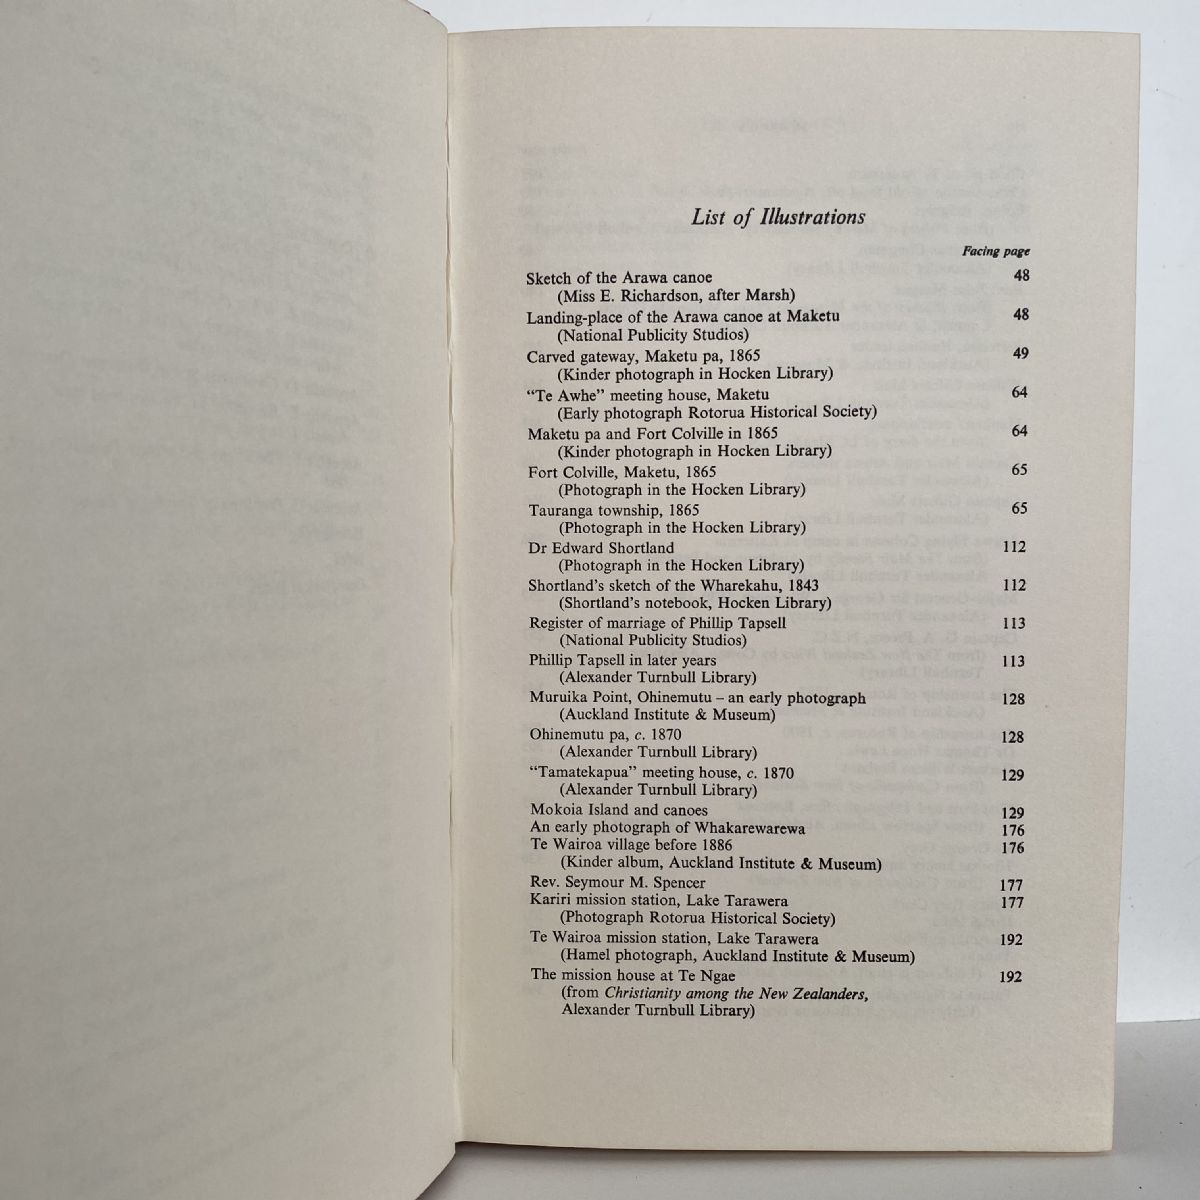 List of Illustrations
Facing page
Sketch of the Arawa canoe 48
(Miss E. Richardson, after Marsh)
Landing-place of the Arawa canoe at Maketu 48
(National Publicity Studios)
Carved gateway, Maketu pa, 1865 49
(Kinder photograph in Hocken Library)
“Te Awhe” meeting house, Maketu 64
(Early photograph Rotorua Historical Society)
Maketu pa and Fort Colville in 1865 64
(Kinder photograph in Hocken Library)
Fort Colville, Maketu, 1865 65
(Photograph in the Hocken Library)
Tauranga township, 1865 65
(Photograph in the Hocken Library)
Dr Edward Shortland 112
(Photograph in the Hocken Library)
Shortland’s sketch of the Wharekahu, 1843 112
(Shortland’s notebook, Hocken Library)
Register of marriage of Phillip Tapsell 113
(National Publicity Studios)
Phillip Tapsell in later years 113
(Alexander Turnbull Library)
Muruika Point, Ohinemutu – an early photograph 128
(Auckland Institute & Museum)
Ohinemutu pa, c. 1870 128
(Alexander Turnbull Library)
“Tamatekapua” meeting house, c. 1870 129
(Alexander Turnbull Library)
Mokoia Island and canoes 129
An early photograph of Whakarewarewa 176
Te Wairoa village before 1886 176
(Kinder album, Auckland Institute & Museum)
Rev. Seymour M. Spencer 177
Kariri mission station, Lake Tarawera 177
(Photograph Rotorua Historical Society)
Te Wairoa mission station, Lake Tarawera 192
(Hamel photograph, Auckland Institute & Museum)
The mission house at Te Ngae 192
(from Christianity among the New Zealanders,
Alexander Turnbull Library)